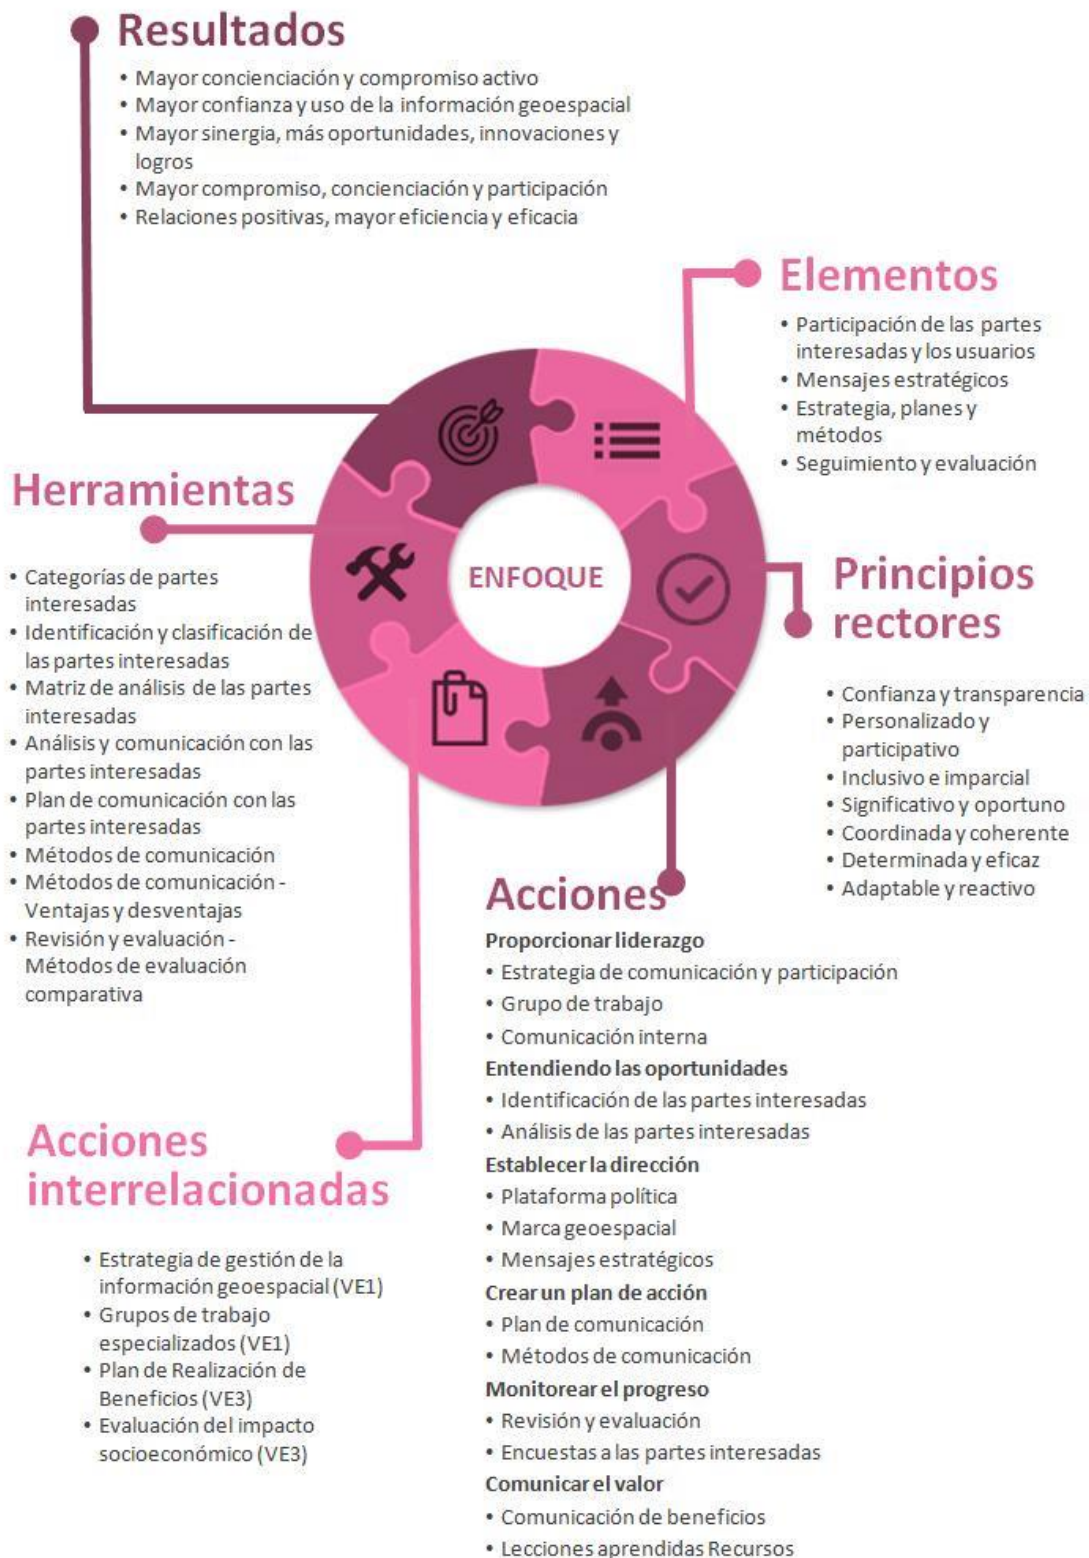 Resultados
• Mayor concienciación y compromiso activo
• Mayor confianza y uso de la información geoespacial
• Mayor sinergia, más oportunidades, innovaciones y
logros
• Mayor compromiso, concienciación y participación
• Relaciones positivas, mayor eficiencia y eficacia
Elementos
• Participación de las partes
interesadas y los usuarios
• Mensajes estratégicos
• Estrategia, planes y
métodos
• Seguimiento y evaluación
Herramientas
• Categorías de partes
interesadas
• Identificación y clasificación de
las partes interesadas
• Matriz de análisis de las partes
interesadas
• Análisis y comunicación con las
partes interesadas
• Plan de comunicación con las
partes interesadas
• Métodos de comunicación
• Métodos de comunicación -
Ventajas y desventajas
• Revisión y evaluación -
Métodos de evaluación
comparativa
ENFOQUE
Principios
rectores
• Confianza y transparencia
• Personalizado y
participativo
• Inclusivo e imparcial
• Significativo y oportuno
• Coordinada y coherente
• Determinada y eficaz
• Adaptable y reactivo
Acciones
Proporcionar liderazgo
• Estrategia de comunicación y participación
• Grupo de trabajo
• Comunicación interna
Entendiendo las oportunidades
• Identificación de las partes interesadas
• Análisis de las partes interesadas
Establecer la dirección
• Plataforma política
• Marca geoespacial
• Mensajes estratégicos
Crear un plan de acción
• Plan de comunicación
• Métodos de comunicación
Monitorear el progreso
• Revisión y evaluación
• Encuestas a las partes interesadas
Comunicar el valor
• Comunicación de beneficios
• Lecciones aprendidas Recursos
Acciones
interrelacionadas
• Estrategia de gestión de la
información geoespacial (VE1)
• Grupos de trabajo
especializados (VE1)
• Plan de Realización de
Beneficios (VE3)
• Evaluación del impacto
socioeconómico (VE3)